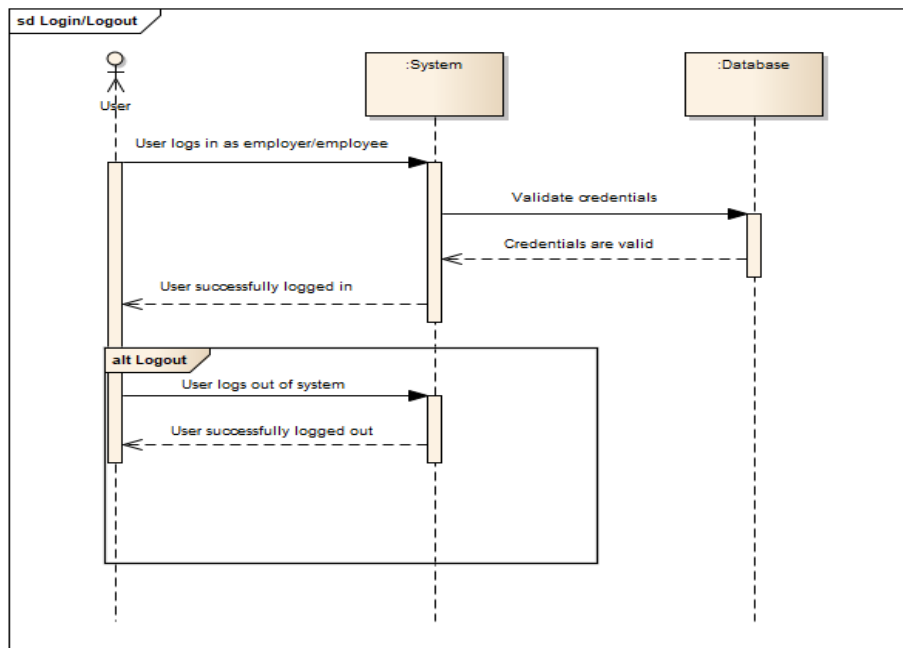 sd Login/Logout
:System
:Database
User
User logs in as employer/employee
Validate credentials
Credentials are valid
User successfully logged in
alt Logout
User logs out of system
User successfully logged out